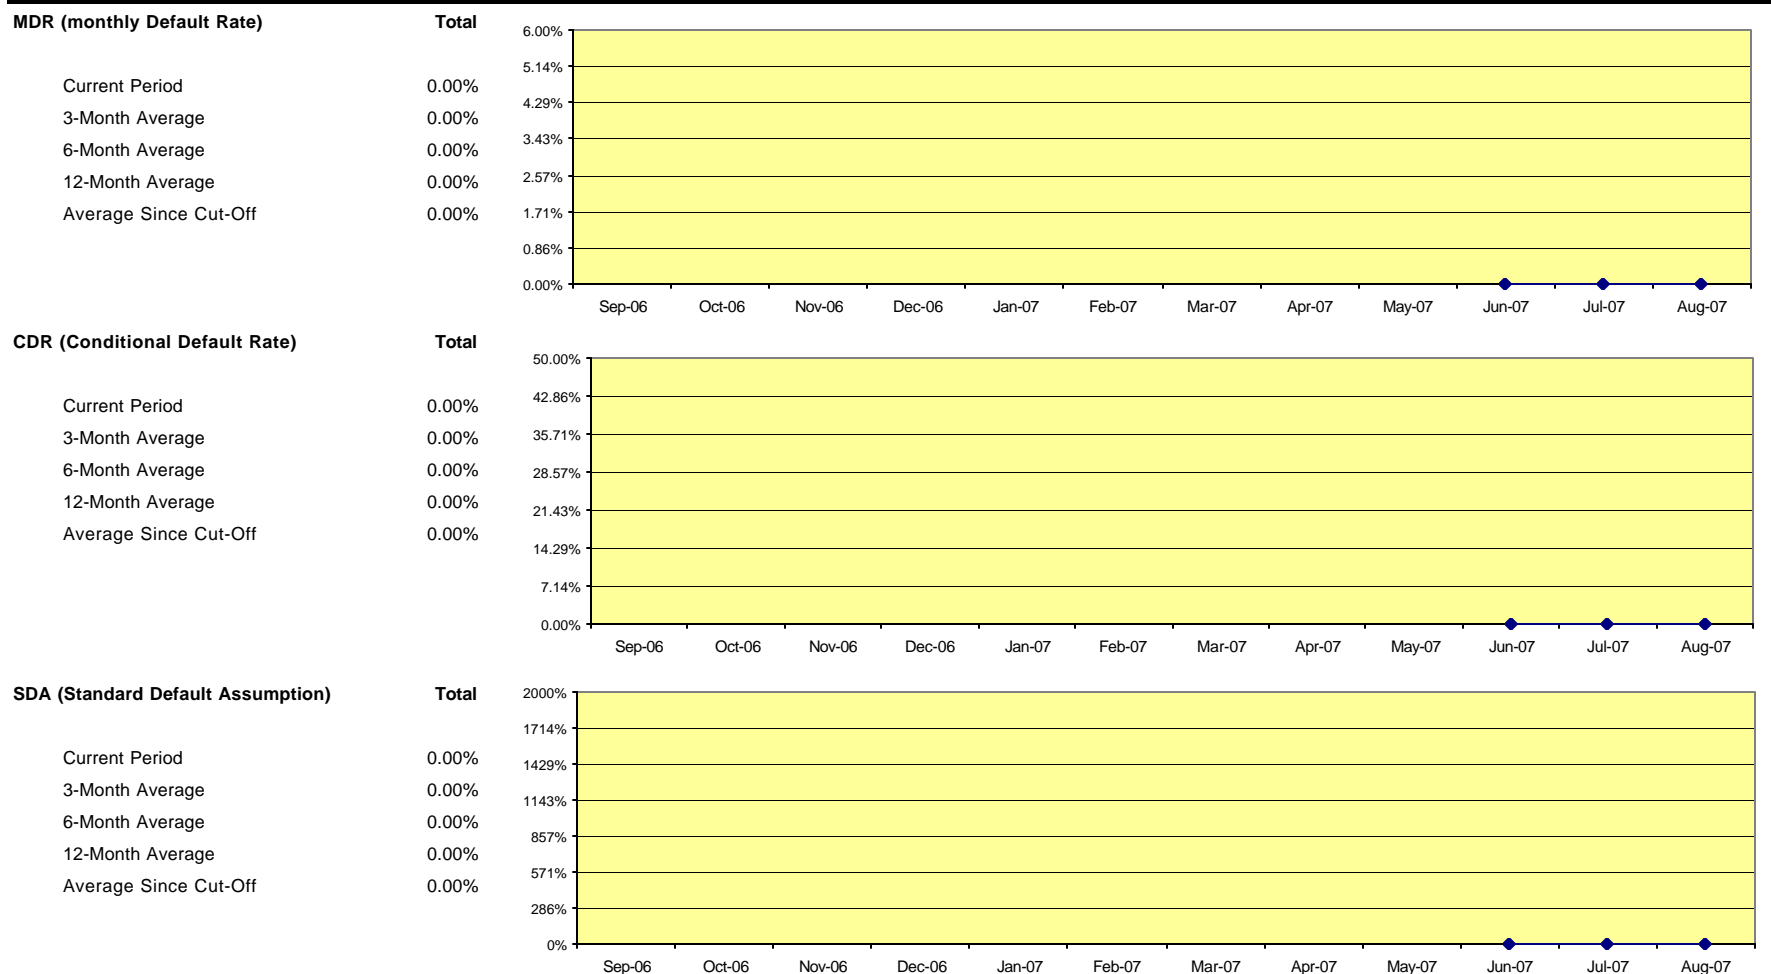 MDR (monthly Default Rate) Total
Current Period 0.00%
3-Month Average 0.00%
6-Month Average 0.00%
12-Month Average 0.00%
Average Since Cut-Off 0.00%
6.00%
5.14%
4.29%
3.43%
2.57%
1.71%
0.86%
0.00%
Sep-06 Oct-06 Nov-06 Dec-06 Jan-07 Feb-07 Mar-07 Apr-07 May-07 Jun-07 Jul-07 Aug-07
CDR (Conditional Default Rate) Total
Current Period 0.00%
3-Month Average 0.00%
6-Month Average 0.00%
12-Month Average 0.00%
Average Since Cut-Off 0.00%
50.00%
42.86%
35.71%
28.57%
21.43%
14.29%
7.14%
0.00%
Sep-06 Oct-06 Nov-06 Dec-06 Jan-07 Feb-07 Mar-07 Apr-07 May-07 Jun-07 Jul-07 Aug-07
SDA (Standard Default Assumption) Total
Current Period 0.00%
3-Month Average 0.00%
6-Month Average 0.00%
12-Month Average 0.00%
Average Since Cut-Off 0.00%
2000%
1714%
1429%
1143%
857%
571%
286%
0%
Sep-06 Oct-06 Nov-06 Dec-06 Jan-07 Feb-07 Mar-07 Apr-07 May-07 Jun-07 Jul-07 Aug-07